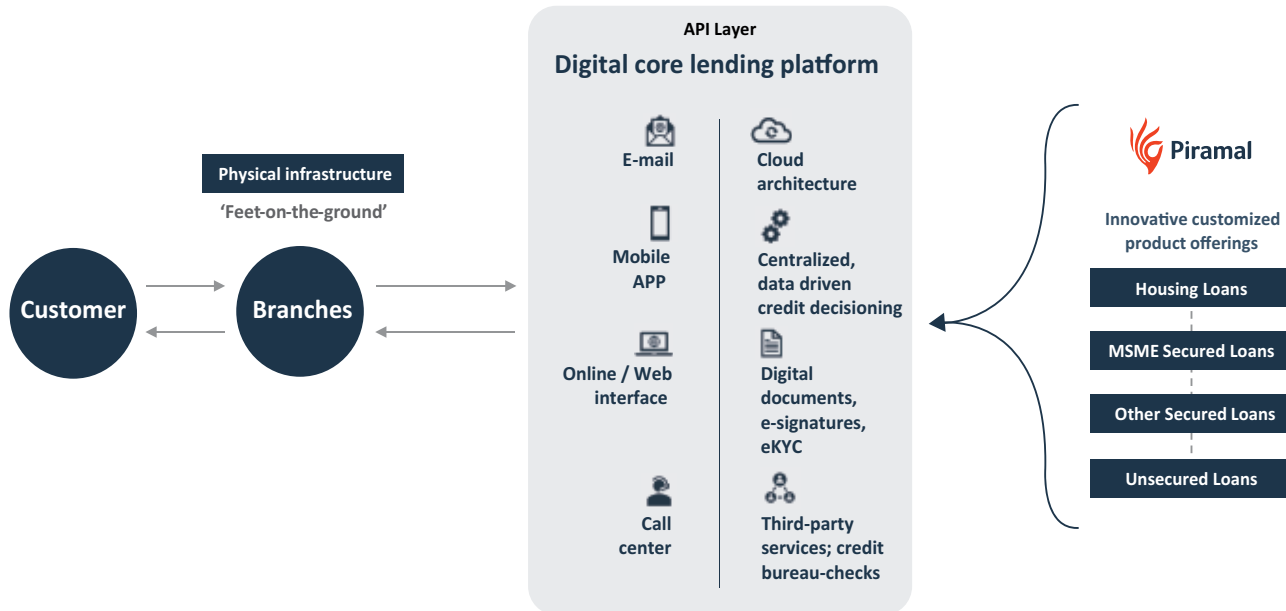 Physical infrastructure
‘Feet-on-the-ground’
Customer
Branches
API Layer
Digital core lending platform
E-mail
Mobile
APP
Online / Web
interface
Call
center
Cloud
architecture
Centralized,
data driven
credit decisioning
Digital
documents,
e-signatures,
eKYC
Third-party
services; credit
bureau-checks
Piramal
Innovative customized
product offerings
Housing Loans
MSME Secured Loans
Other Secured Loans
Unsecured Loans